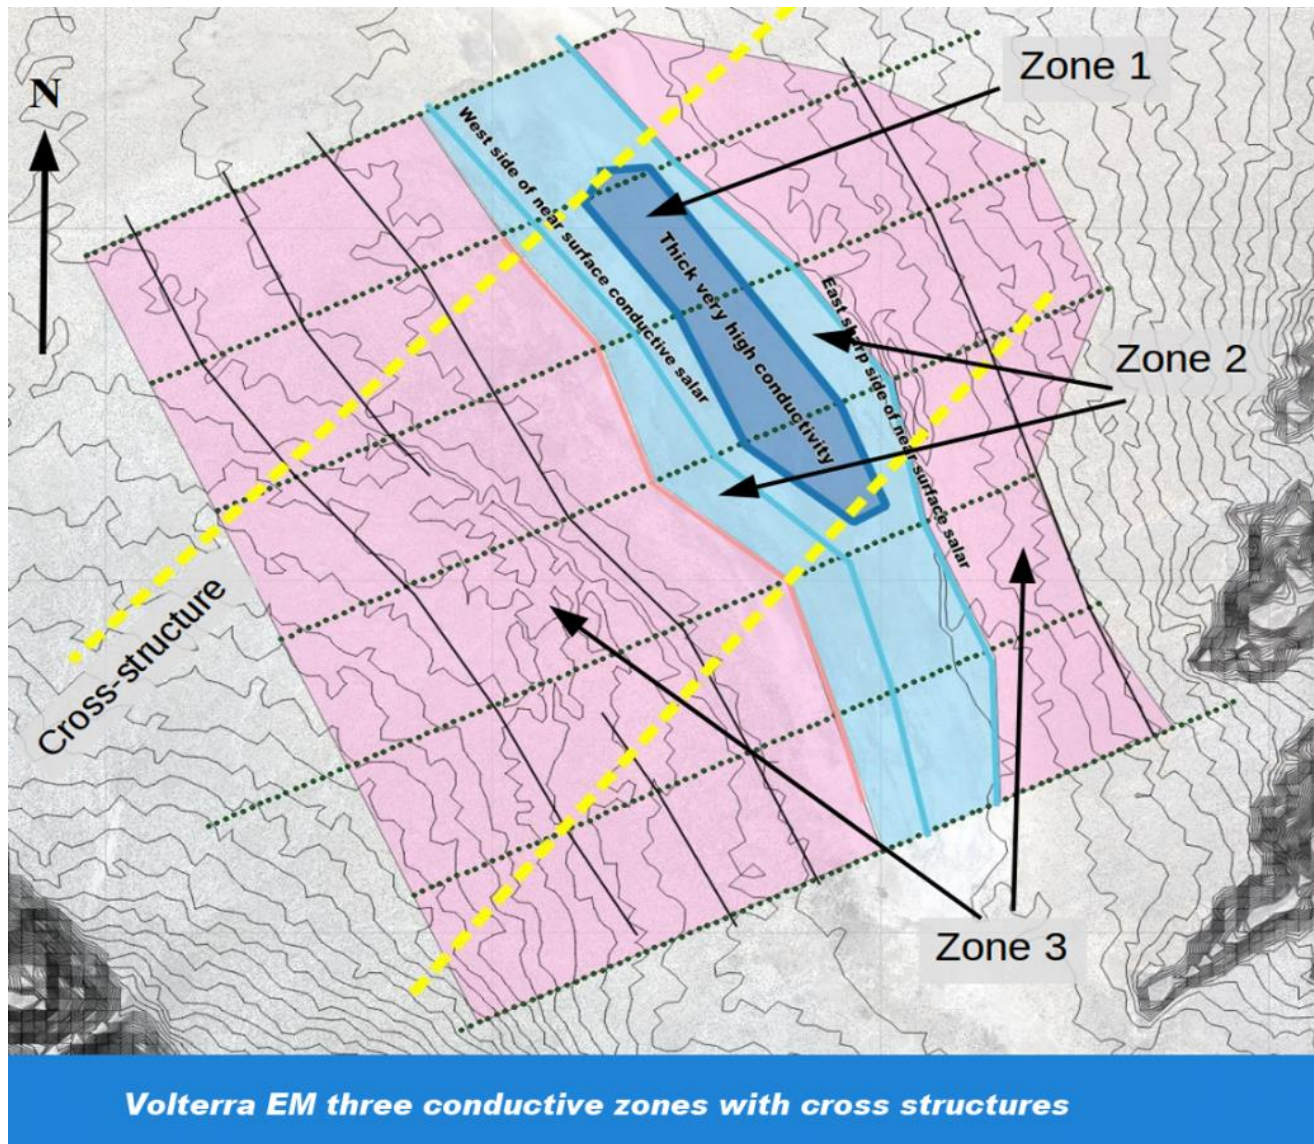 Zone 1
N
West side of near surface conductive salar
Thick very high conductivity
East sharp side of near surface salar
Zone 2
Cross-structure
Zone 3
Volterra EM three conductive zones with cross structures